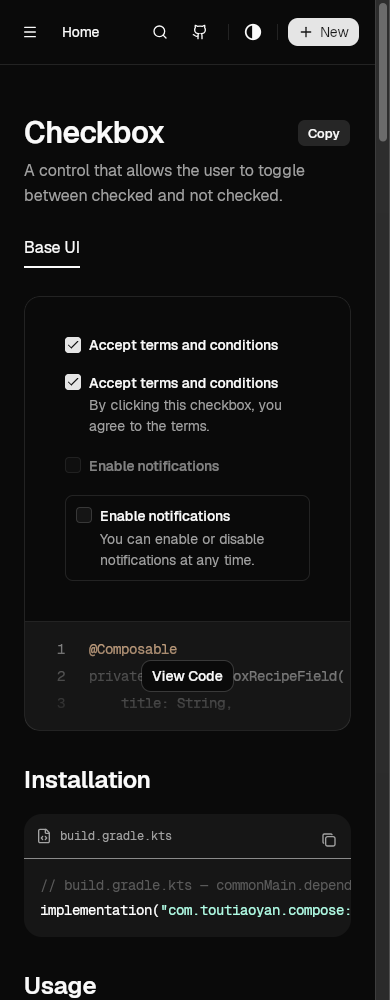 Home
New
Checkbox
Copy
A control that allows the user to toggle
between checked and not checked.
Base UI
Accept terms and conditions
Accept terms and conditions
By clicking this checkbox, you
agree to the terms.
Enable notifications
Enable notifications
You can enable or disable
notifications at any time.
1 @Composable
2 private oxRecipeField(
View Code
3 title: String,
Installation
build.gradle.kts
// build.gradle.kts — commonMain.depend
implementation("com.toutiaoyan.compose:
Usage